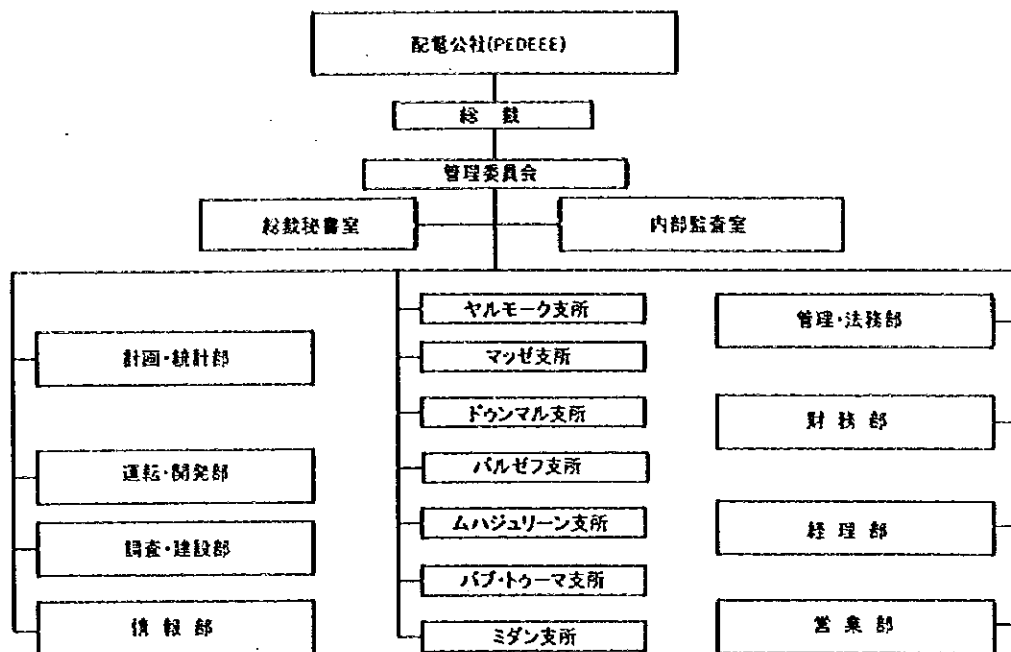 配電公社(PEDEEE)
総 裁
管理委員会
総裁秘書室
内部監査室
計画・統計部
運転・開発部
調査・建設部
情 報 部
ヤルモーク支所
マッゼ支所
ドゥンマル支所
バルゼフ支所
ムハジュリーン支所
バブ・トゥーマ支所
ミダン支所
管理・法務部
財 務 部
経 理 部
営 業 部